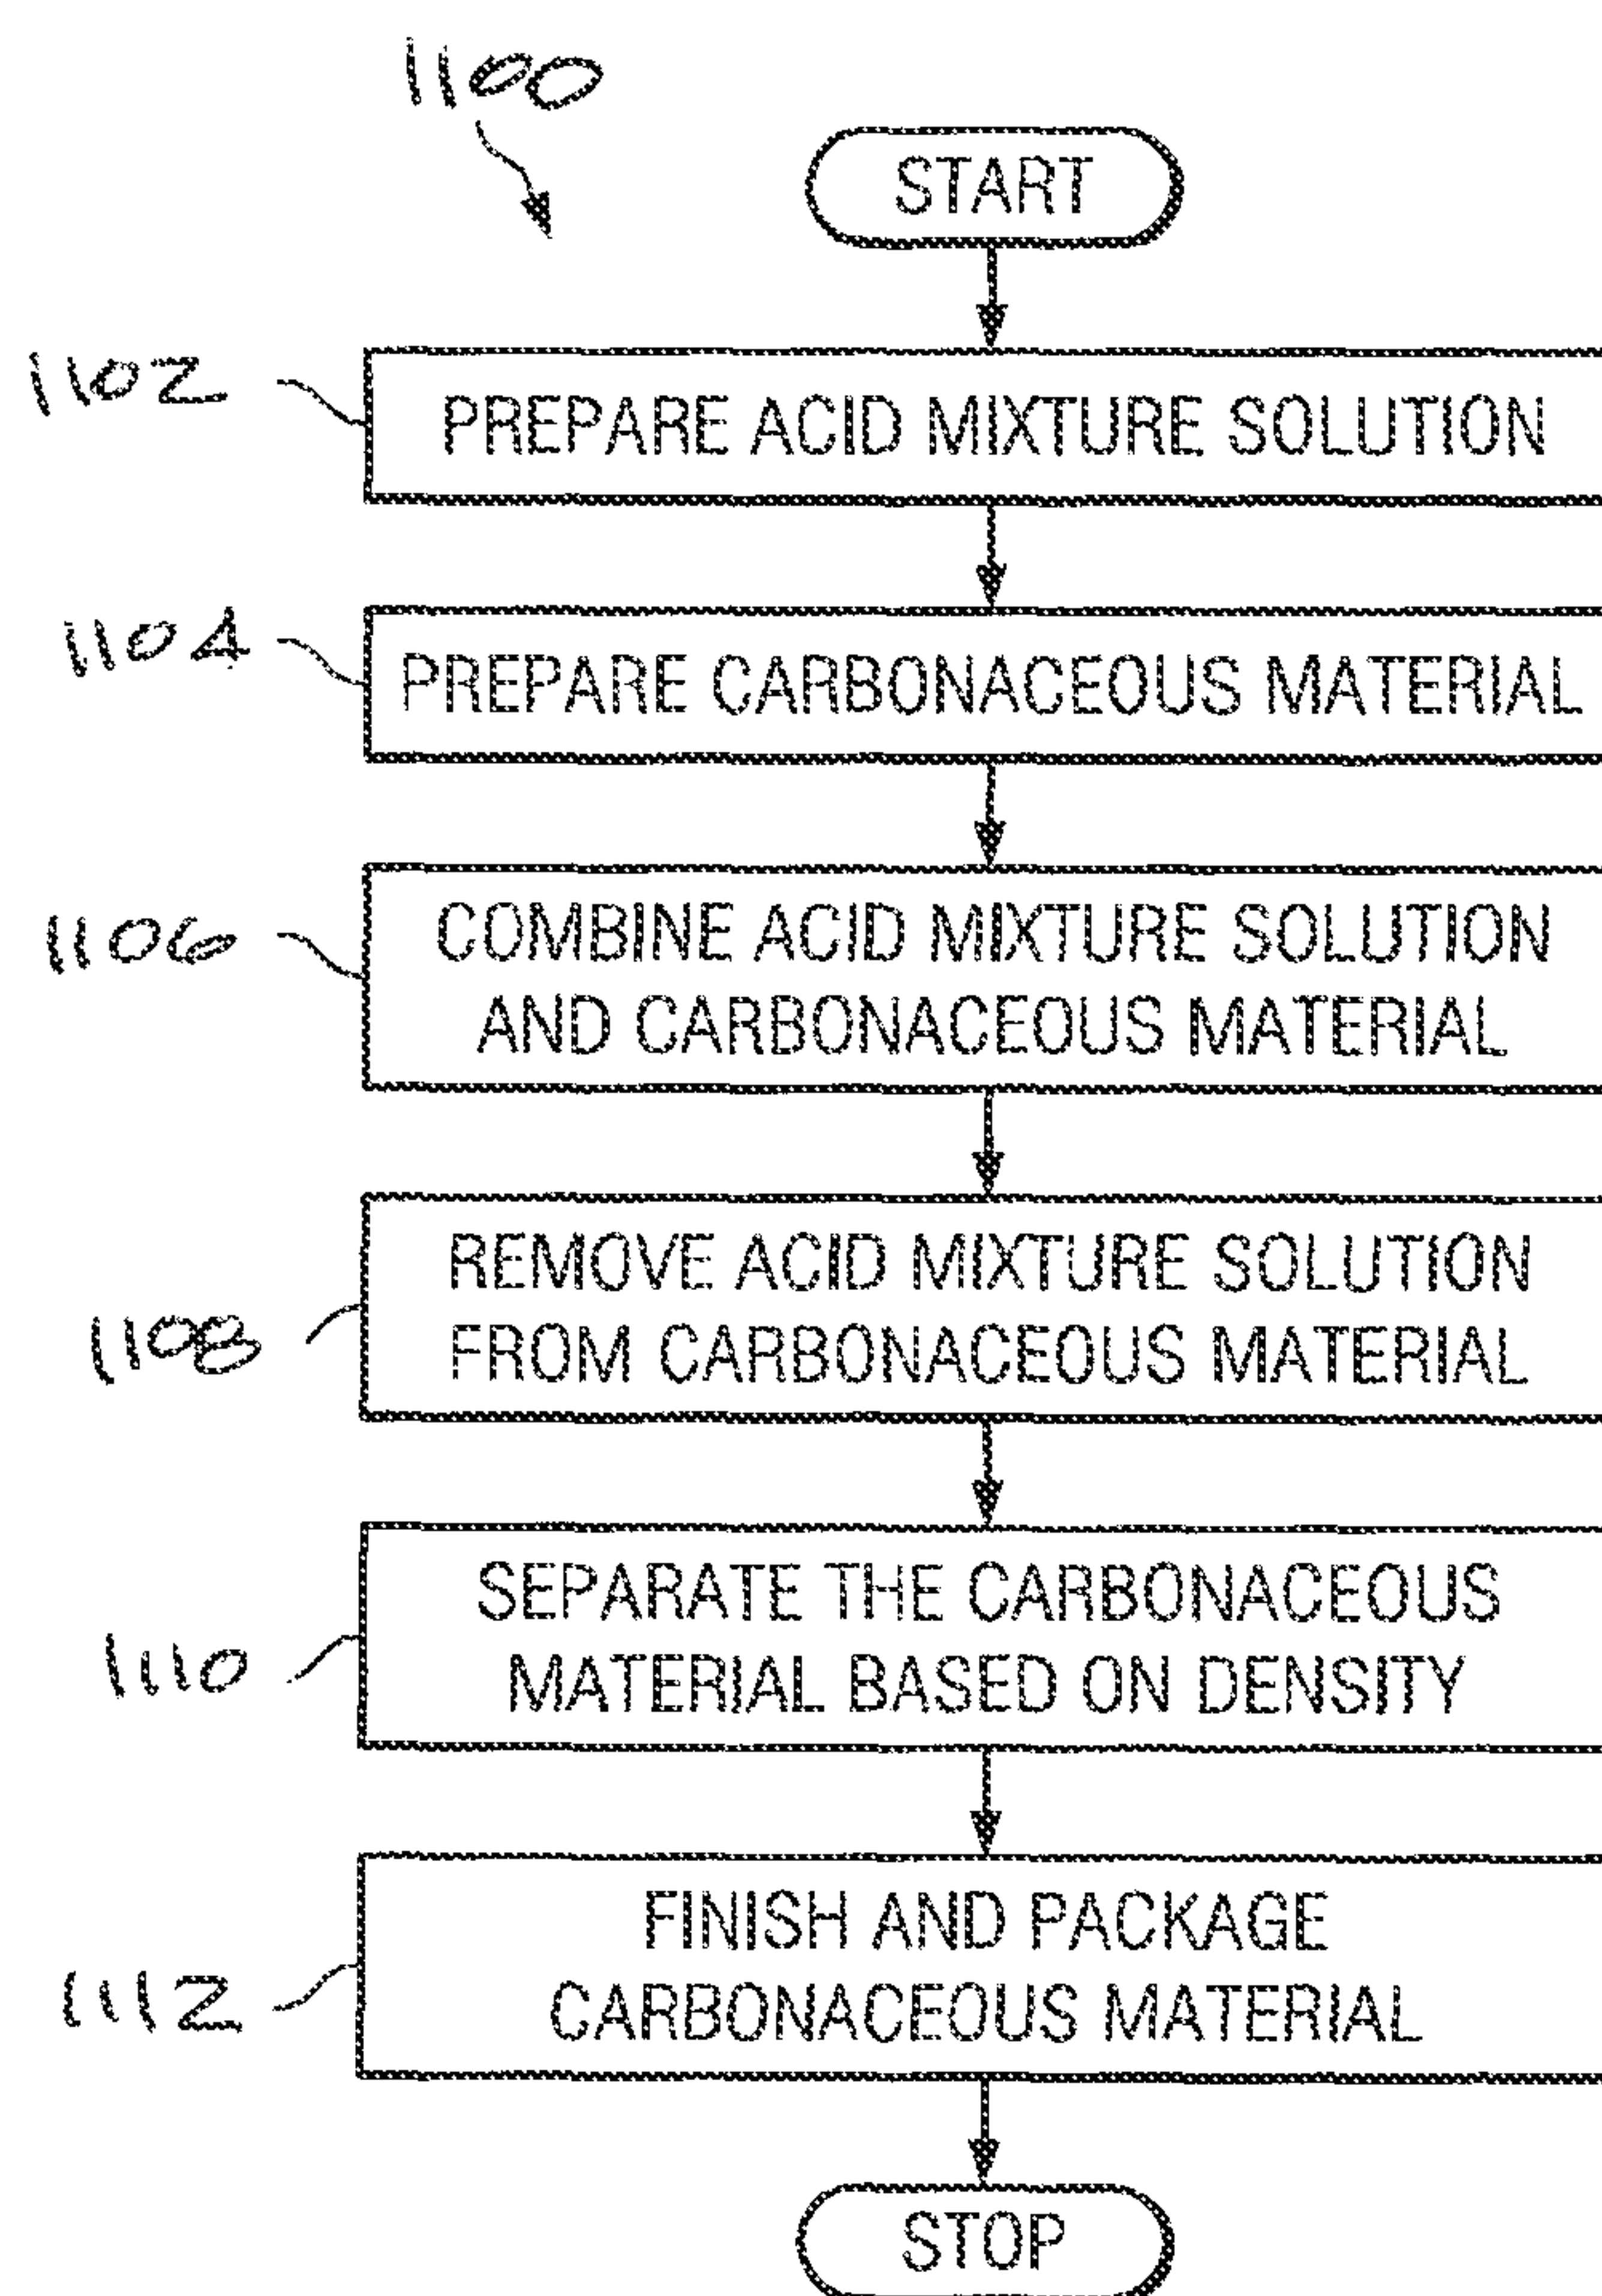 1100
START
1102
PREPARE ACID MIXTURE SOLUTION
1104
PREPARE CARBONACEOUS MATERIAL
1106
COMBINE ACID MIXTURE SOLUTION
AND CARBONACEOUS MATERIAL
1108
REMOVE ACID MIXTURE SOLUTION
FROM CARBONACEOUS MATERIAL
1110
SEPARATE THE CARBONACEOUS
MATERIAL BASED ON DENSITY
1112
FINISH AND PACKAGE
CARBONACEOUS MATERIAL
STOP